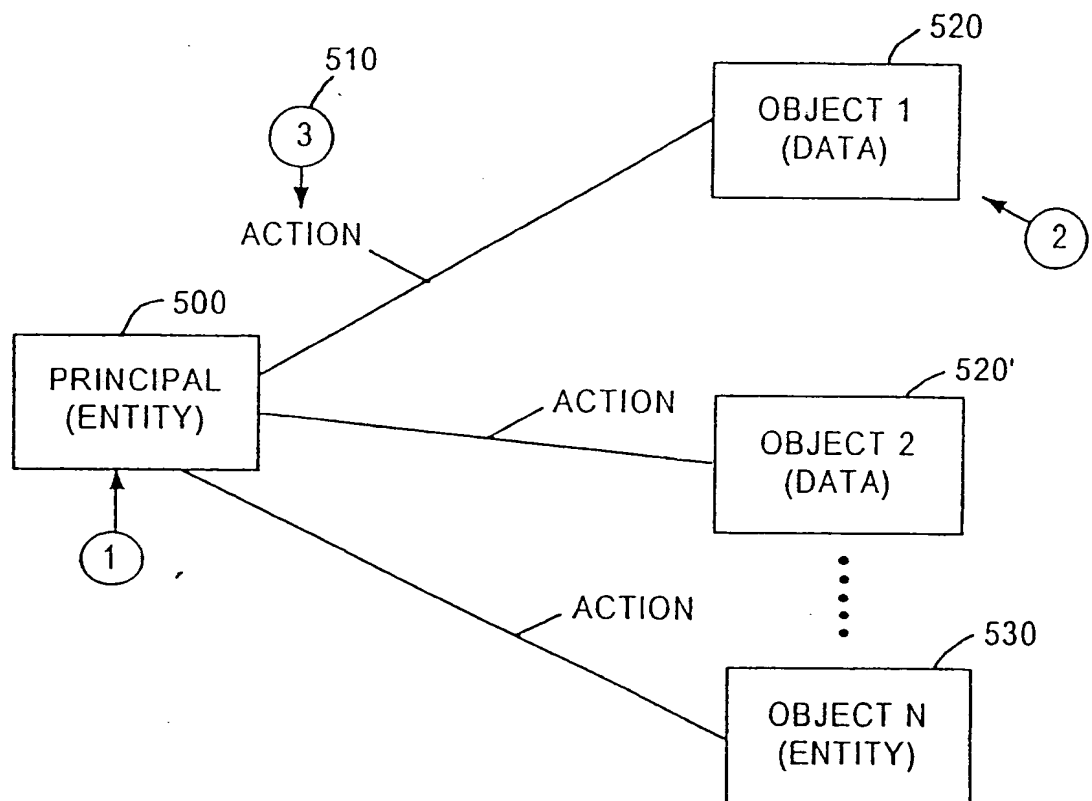 520
510
3
OBJECT 1
(DATA)
ACTION
2
500
PRINCIPAL
(ENTITY)
520'
ACTION
OBJECT 2
(DATA)
1
ACTION
530
OBJECT N
(ENTITY)